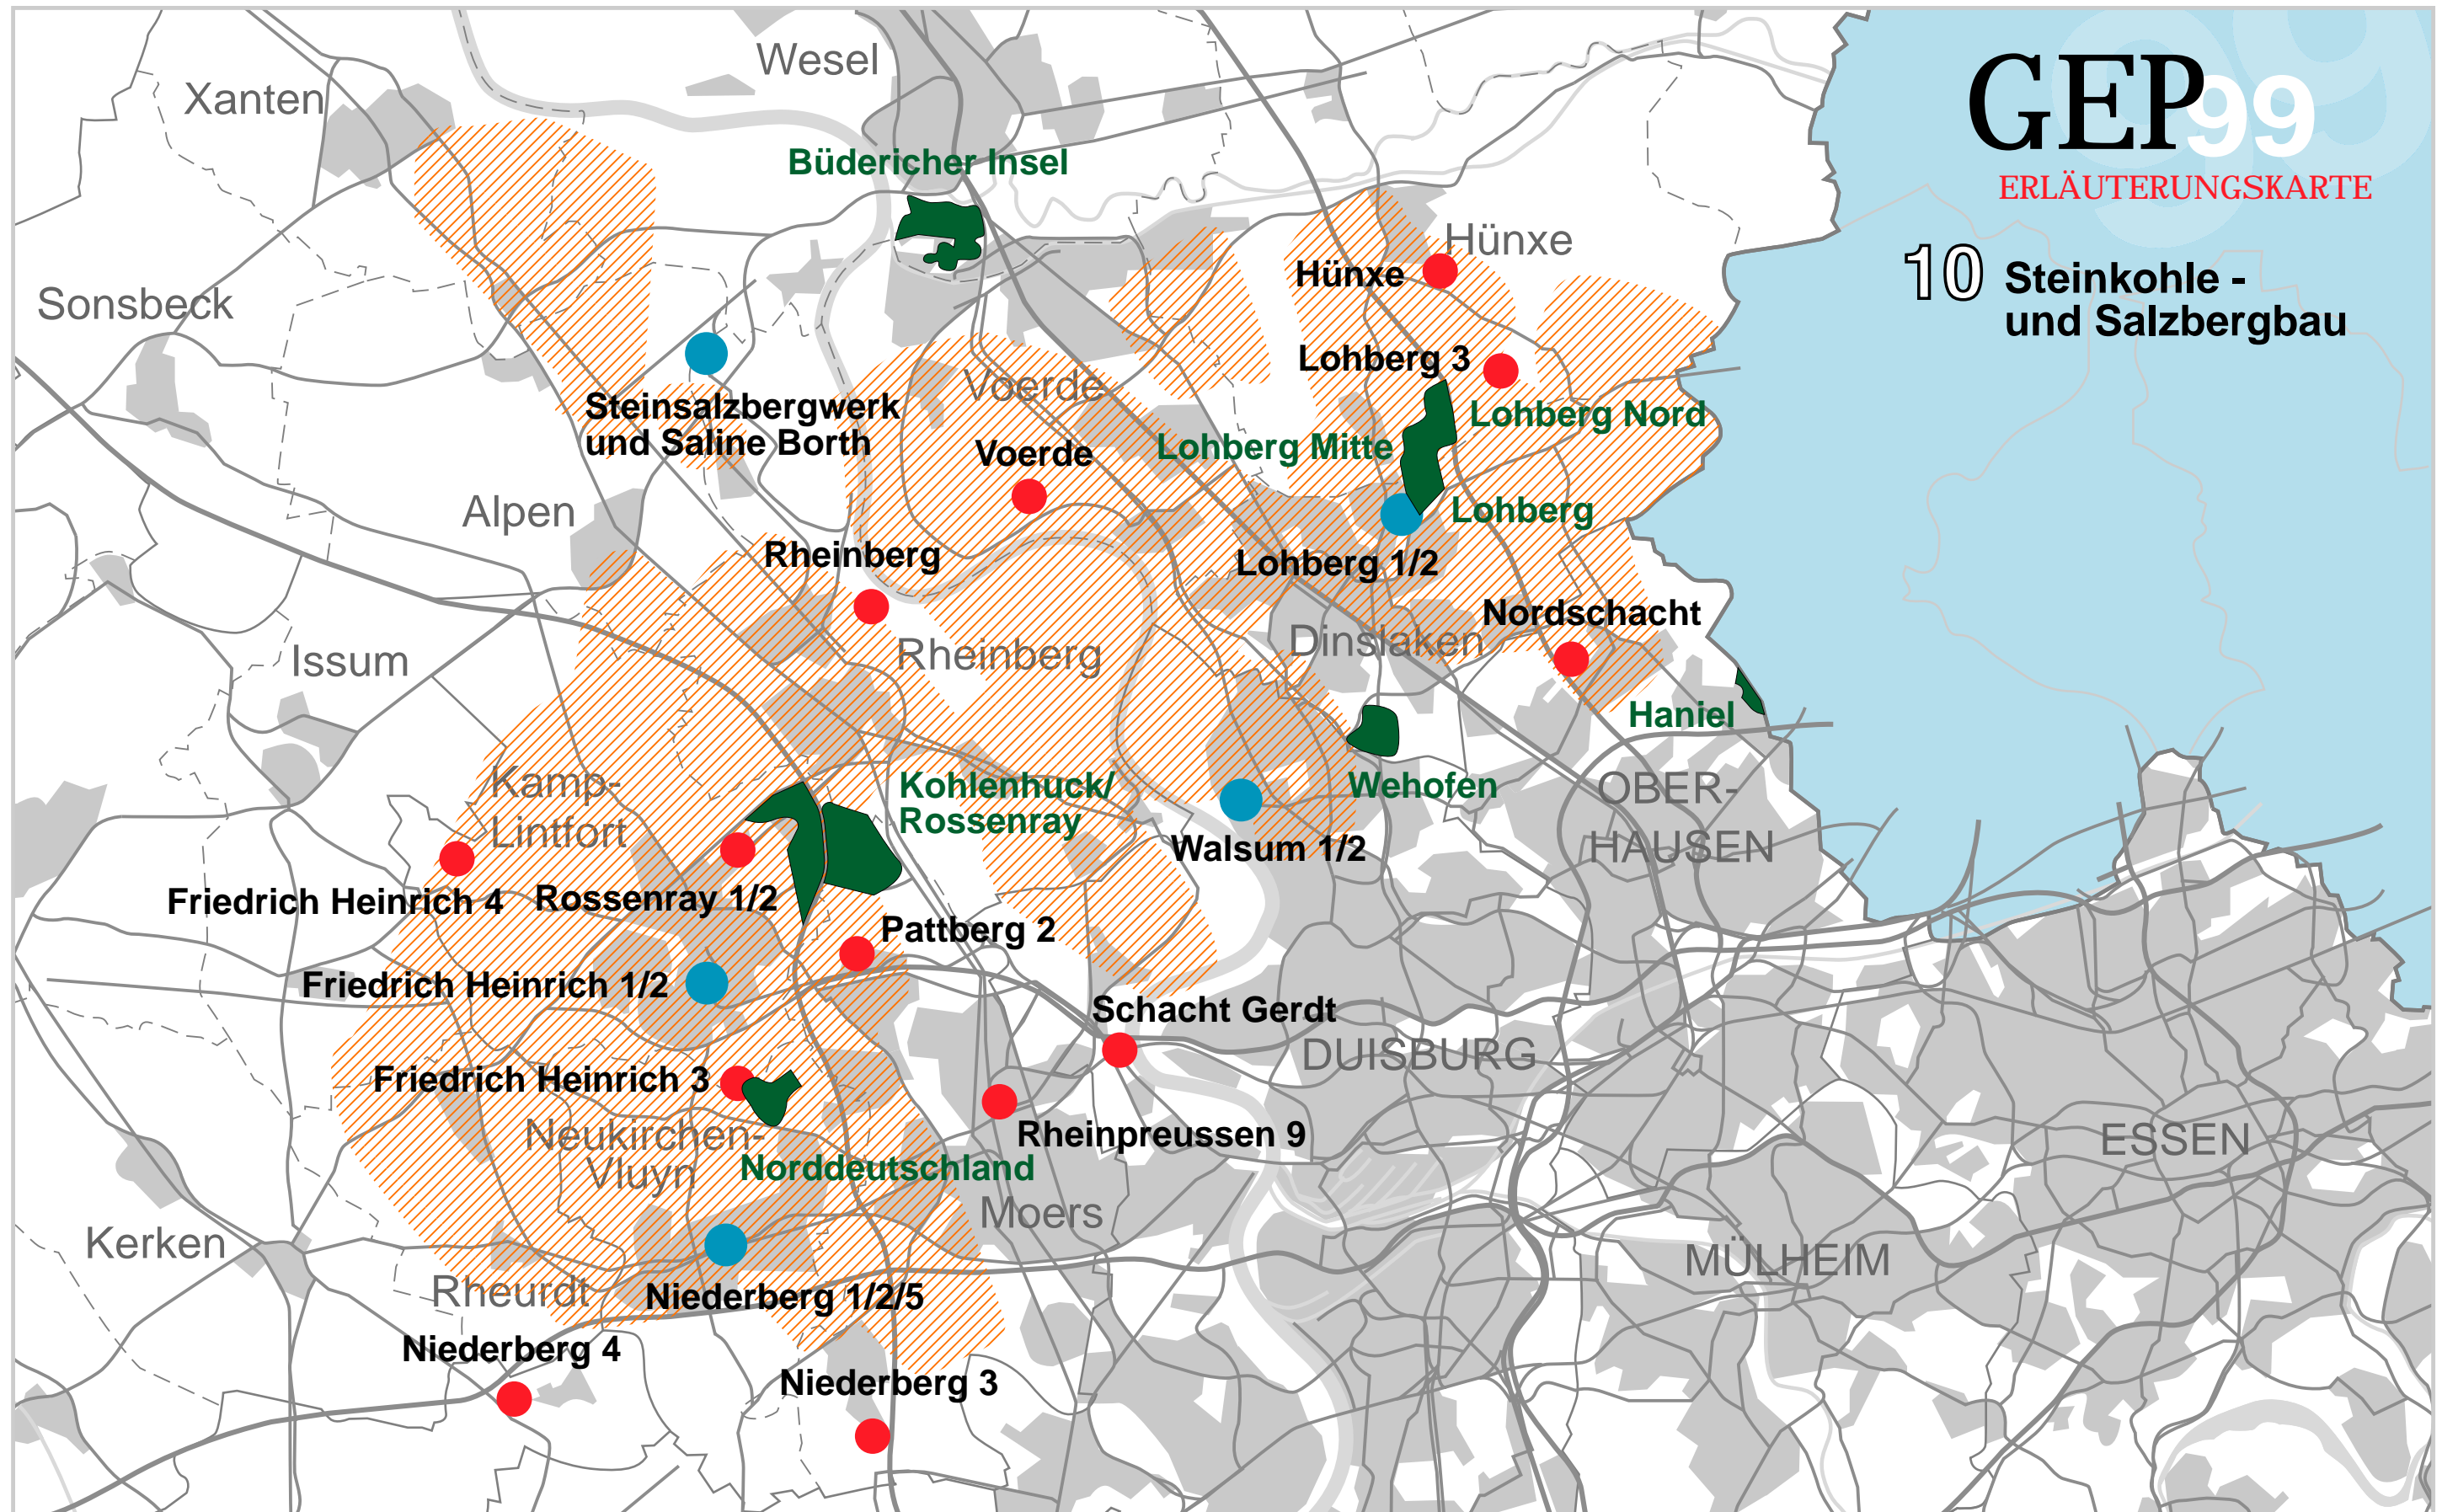 Wesel
Xanten
GEP99
ERLÄUTERUNGSKARTE
Büdericher Insel
Hünxe
Hünxe
10 Steinkohle -
und Salzbergbau
Sonsbeck
Lohberg 3
Voerde
Steinsalzbergwerk
und Saline Borth
Lohberg Nord
Lohberg Mitte
Voerde
Alpen
Lohberg
Rheinberg
Lohberg 1/2
Nordschacht
Dinslaken
Rheinberg
Issum
Haniel
Kamp-
Lintfort
Kohlenhuck/
Rossenray
Wehofen
OBER-
HAUSEN
Walsum 1/2
Friedrich Heinrich 4
Rossenray 1/2
Pattberg 2
Friedrich Heinrich 1/2
Schacht Gerdt
DUISBURG
Friedrich Heinrich 3
Rheinpreussen 9
Neukirchen-
Vluyn
ESSEN
Norddeutschland
Moers
Kerken
MÜLHEIM
Rheurdt
Niederberg 1/2/5
Niederberg 4
Niederberg 3